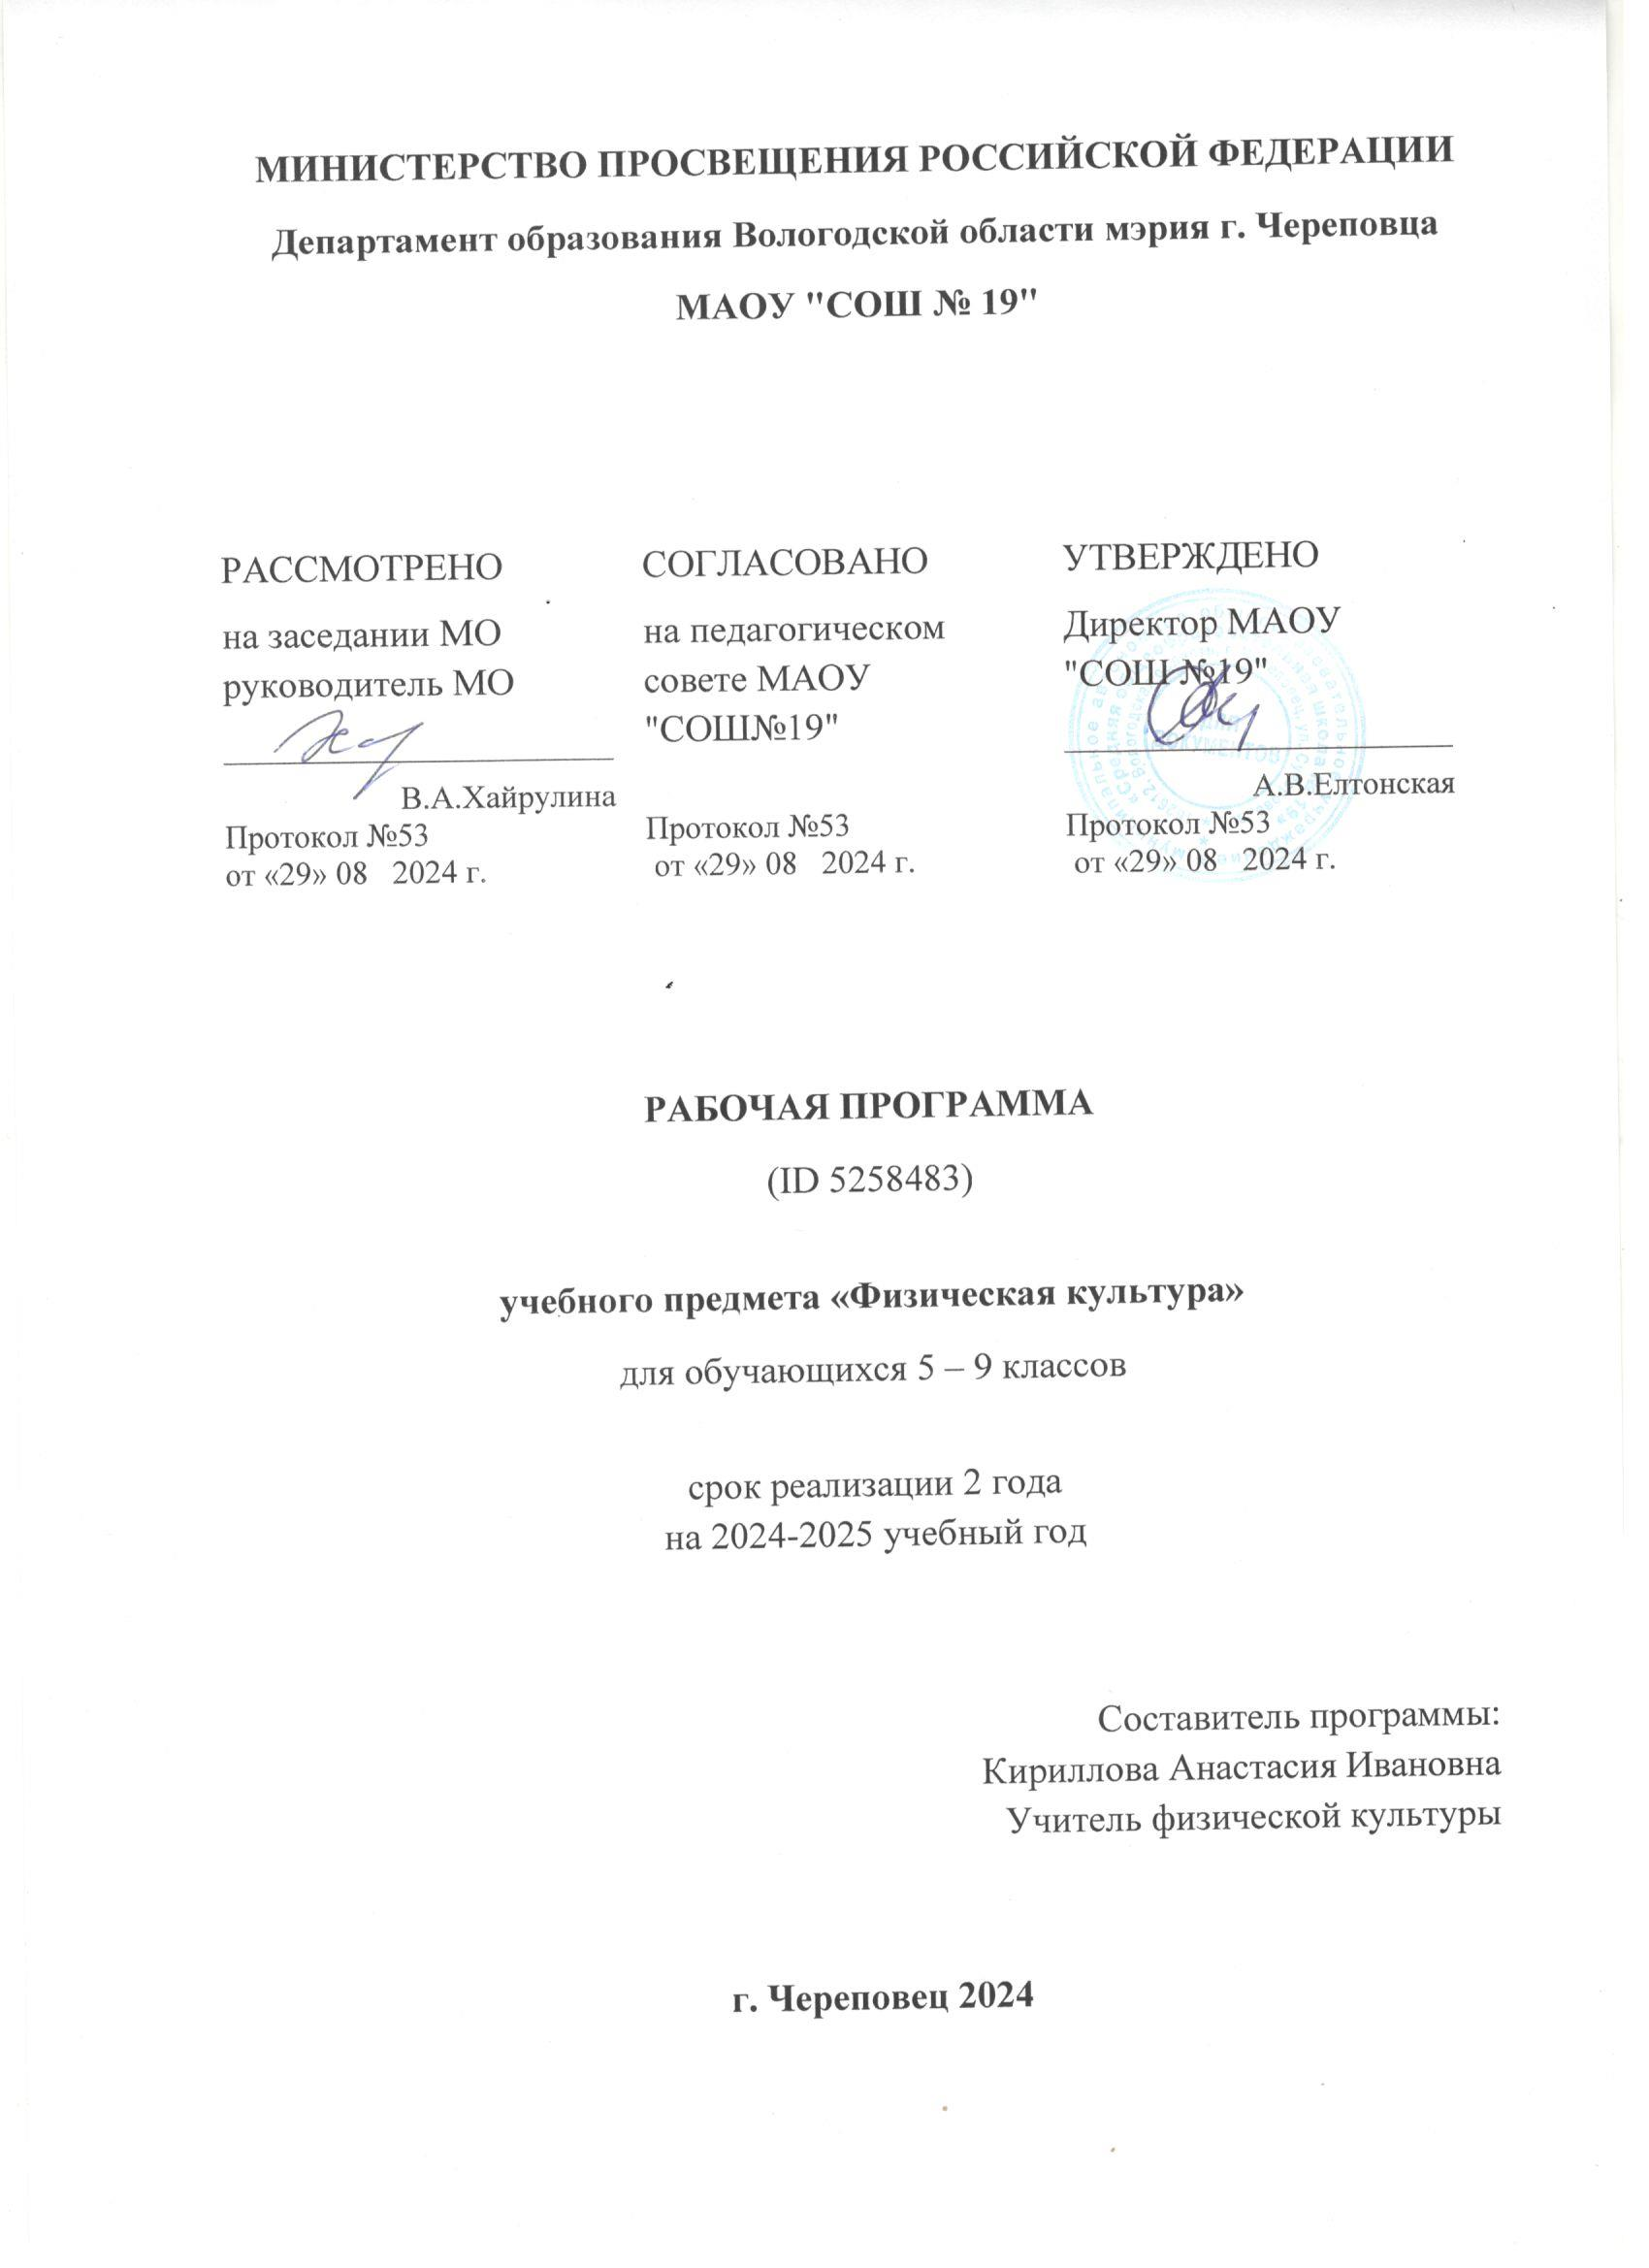 МИНИСТЕРСТВО ПРОСВЕЩЕНИЯ РОССИЙСКОЙ ФЕДЕРАЦИИ
Департамент образования Вологодской области мэрия г. Череповца
МАОУ "СОШ № 19"
РАССМОТРЕНО
на заседании МО
руководитель МО
В.А.Хайрулина
Протокол №53
от «29» 08 2024 г.
СОГЛАСОВАНО
на педагогическом
совете МАОУ
"СОШ№19"
Протокол №53
от «29» 08 2024 г.
УТВЕРЖДЕНО
Директор МАОУ
"СОШ №19"
А.В.Елтонская
Протокол №53
от «29» 08 2024 г.
ДОКУМЕНТОВ
РАБОЧАЯ ПРОГРАММА
(ID 5258483)
учебного предмета «Физическая культура»
для обучающихся 5 – 9 классов
срок реализации 2 года
на 2024-2025 учебный год
Составитель программы:
Кириллова Анастасия Ивановна
Учитель физической культуры
г. Череповец 2024